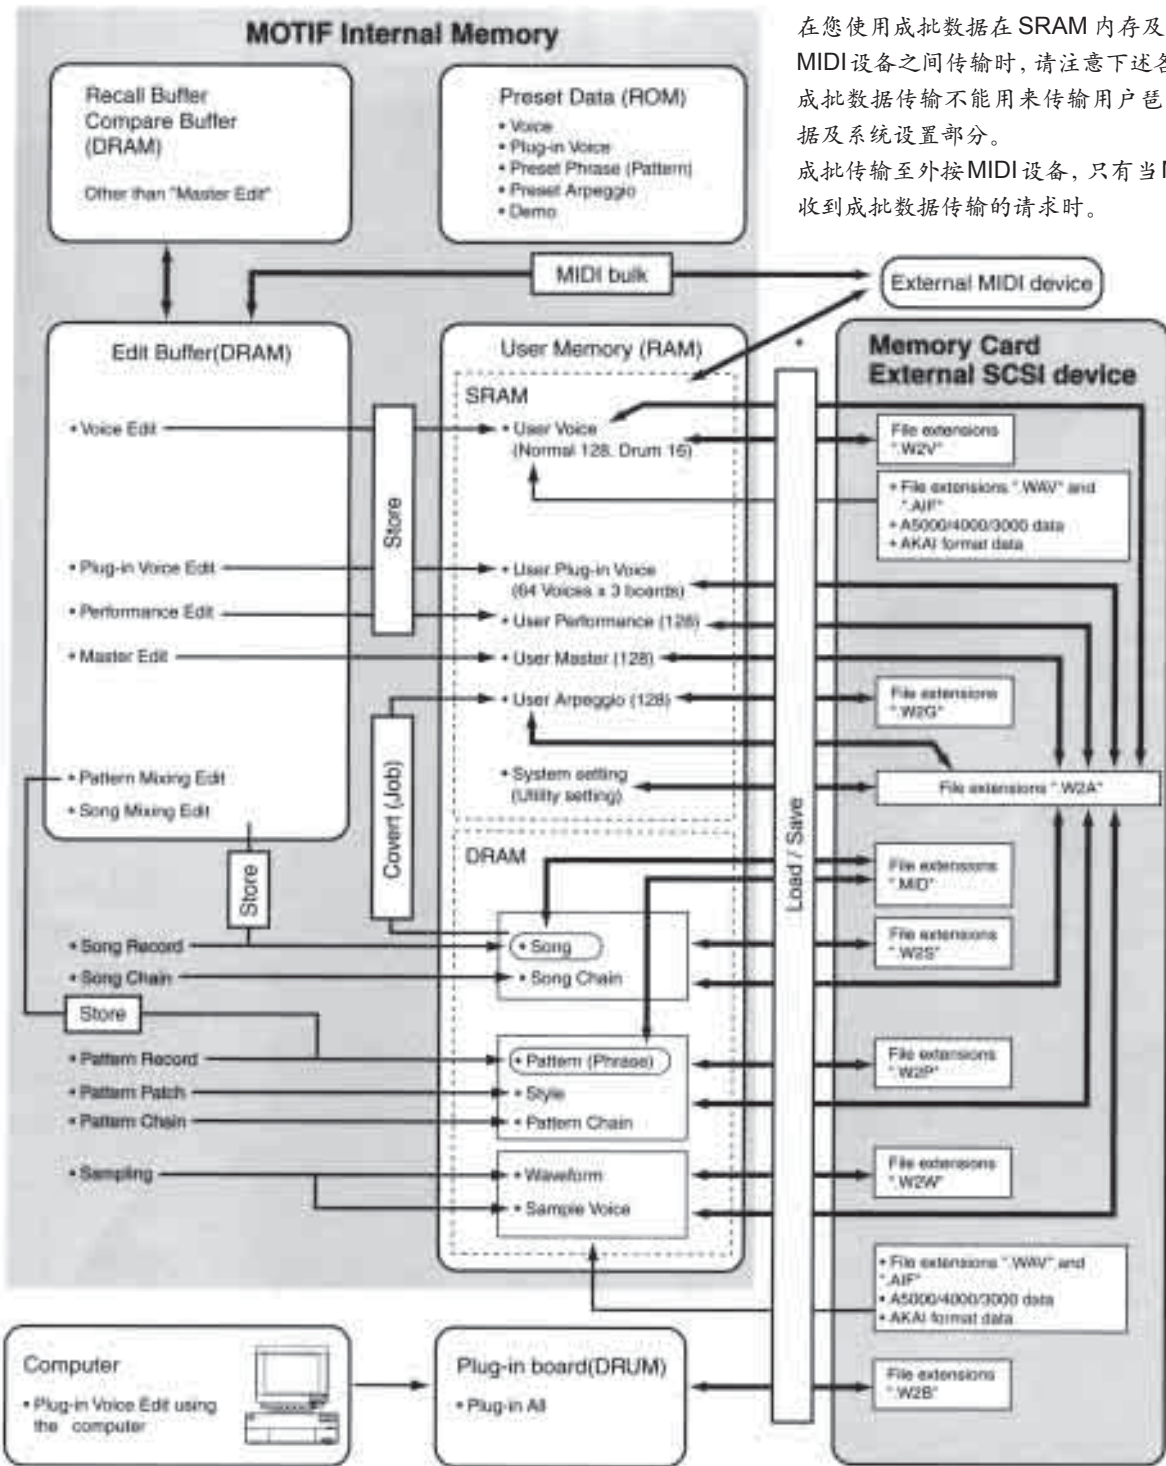 MOTIF Internal Memory
在您使用成批数据在 SRAM 内存及
MIDI设备之间传输时, 请注意下述各
成批数据传输不能用来传输用户琶
据及系统设置部分。
成批传输至外接MIDI设备, 只有当
收到成批数据传输的请求时。
Recall Buffer
Compare Buffer
(DRAM)
Other than "Master Edit"
Preset Data (ROM)
• Voice
• Plug-in Voice
• Preset Phrase (Pattern)
• Preset Arpeggio
• Demo
MIDI bulk
External MIDI device
Edit Buffer(DRAM)
• Voice Edit
• Plug-in Voice Edit
• Performance Edit
• Master Edit
• Pattern Mixing Edit
• Song Mixing Edit
Store
Covert (Job)
Store
• Song Record
• Song Chain
Store
• Pattern Record
• Pattern Patch
• Pattern Chain
• Sampling
User Memory (RAM)
SRAM
• User Voice
(Normal 128. Drum 16)
• User Plug-in Voice
(64 Voices x 3 boards)
• User Performance (128)
• User Master (128)
• User Arpeggio (128)
• System setting
(Utility setting)
DRAM
• Song
• Song Chain
• Pattern (Phrase)
• Style
• Pattern Chain
• Waveform
• Sample Voice
*
Load / Save
Memory Card
External SCSI device
File extensions
".W2V"
• File extensions ".WAV" and
".AIF"
• A5000/4000/3000 data
• AKAI format data
File extensions
".W2G"
File extensions ".W2A"
File extensions
".MID"
File extensions
".W2S"
File extensions
".W2P"
File extensions
".W2W"
• File extensions ".WAV" and
".AIF"
• A5000/4000/3000 data
• AKAI format data
File extensions
".W2B"
Computer
• Plug-in Voice Edit using
the computer
Plug-in board(DRUM)
• Plug-in All